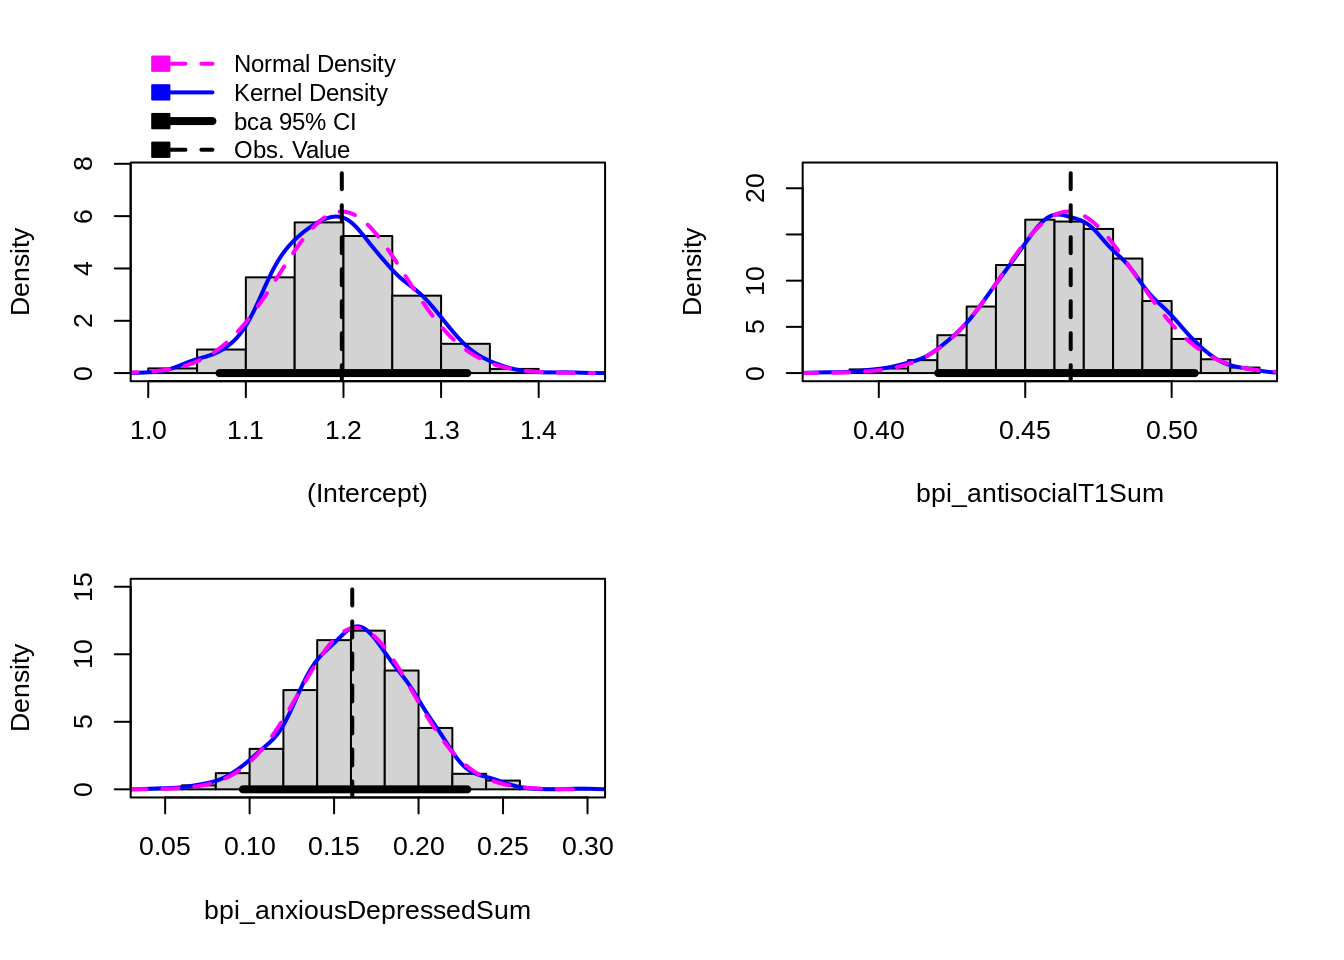 Normal Density
Kernel Density
bca 95% CI
Obs. Value
Density
0 2 4 6 8
1.0 1.1 1.2 1.3 1.4
(Intercept)
Density
0 5 10 20
0.40 0.45 0.50
bpi_antisocialT1Sum
Density
0 5 10 15
0.05 0.10 0.15 0.20 0.25 0.30
bpi_anxiousDepressedSum